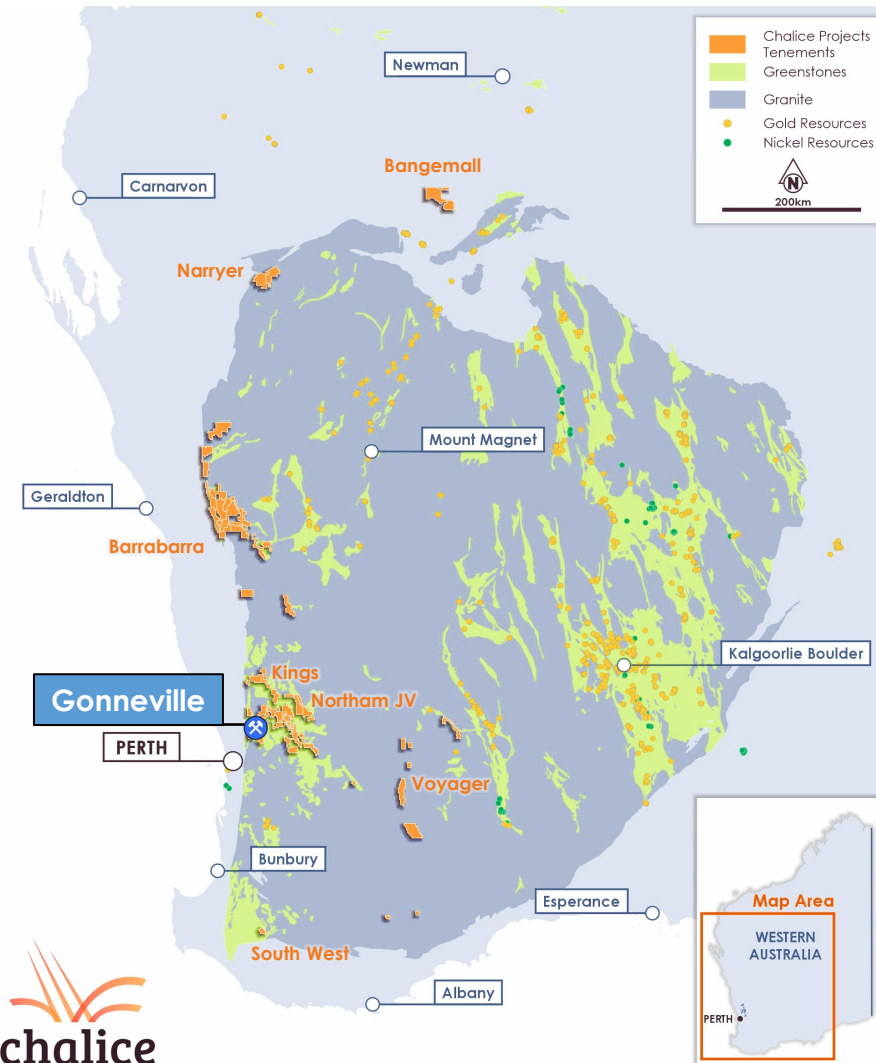 Chalice Projects
Tenements
Greenstones
Granite
Gold Resources
Nickel Resources
N
200km
Newman
Bangemall
Carnarvon
Narryer
Mount Magnet
Geraldton
Barrabarra
Kalgoorlie Boulder
Kings
Northam JV
Gonneville
PERTH
Voyager
Bunbury
Esperance
Map Area
WESTERN
AUSTRALIA
PERTH
South West
Albany
chalice